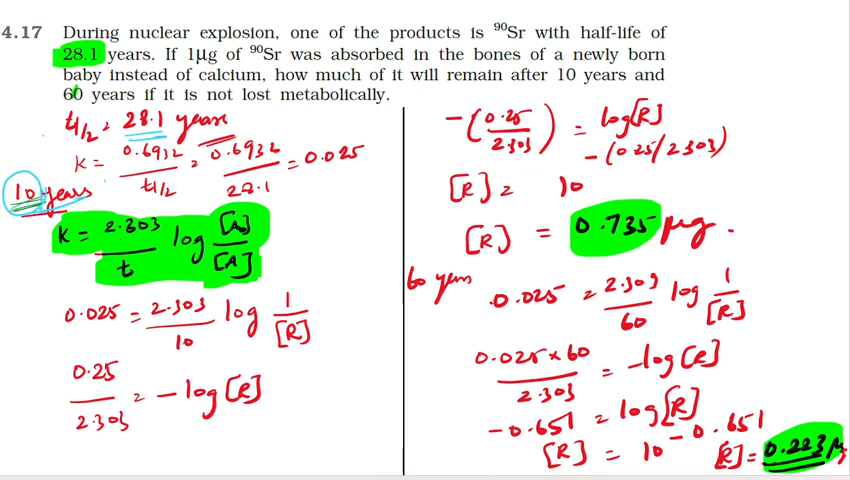 4.17 During nuclear explosion, one of the products is ⁹⁰Sr with half-life of
28.1 years. If 1μg of ⁹⁰Sr was absorbed in the bones of a newly born
baby instead of calcium, how much of it will remain after 10 years and
60 years if it is not lost metabolically.
t1/2 = 28.1 years
K = 0.6932/t1/2 = 0.6932/28.1 = 0.025
10 years
K = 2.303/t log [A]/[A]
0.025 = 2.303/10 log 1/[R]
0.25/2.303 = - log [R]
-(0.25/2.303) = log[R]
[R] = 10 -(0.25/2.303)
[R] = 0.735 μg.
60 years
0.025 = 2.303/60 log 1/[R]
0.025 x 60/2.303 = -log[R]
-0.651 = log[R]
[R] = 10 -0.651
[R] = 0.223 μg